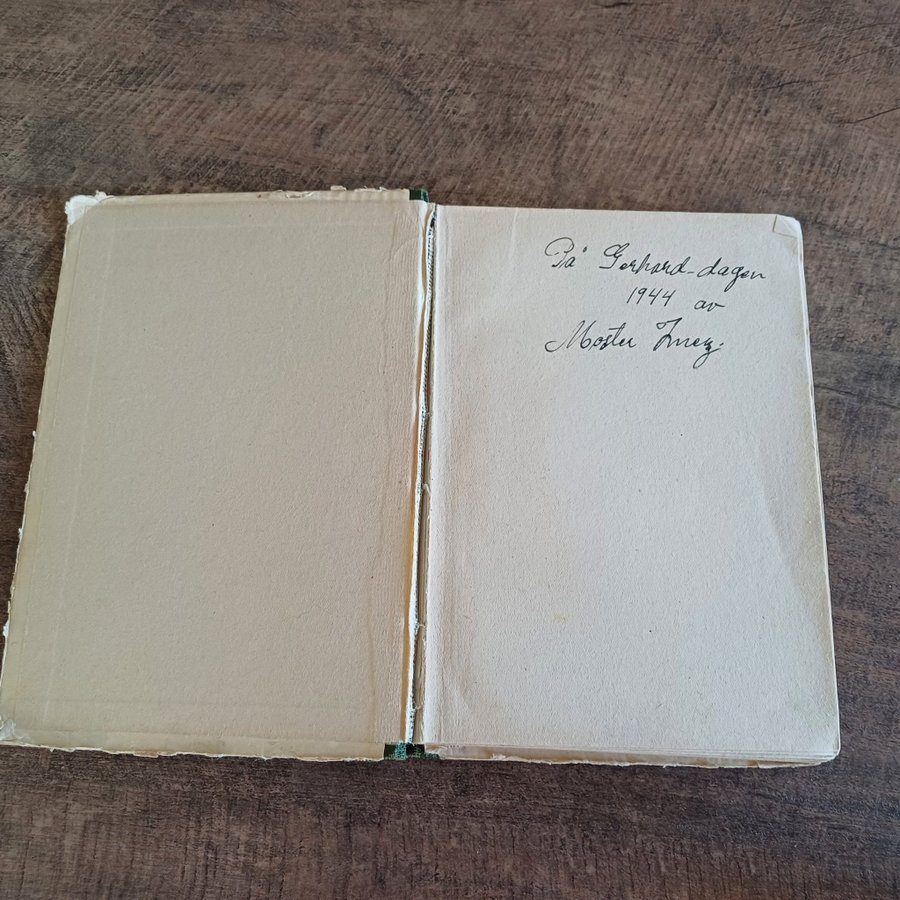 På Gerhard-dagen
1944 av
Moster Inez.